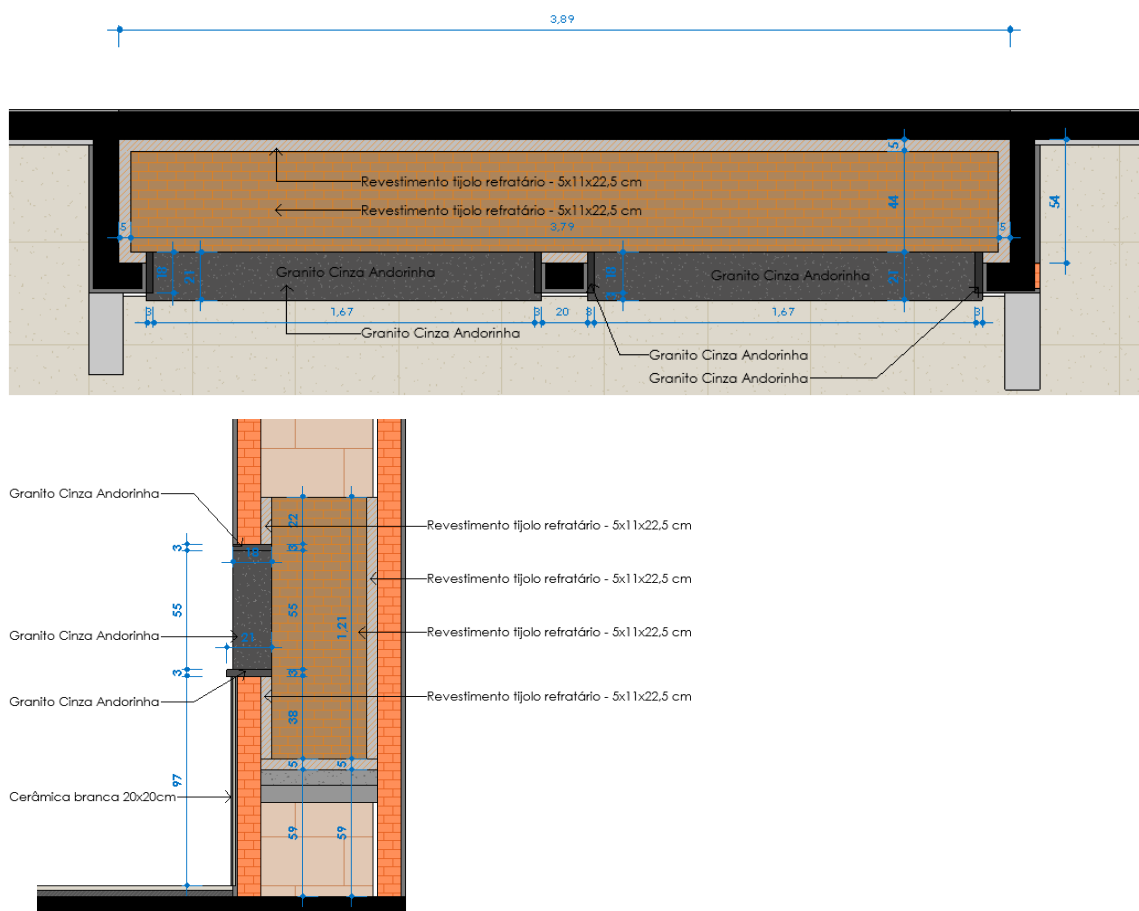 3,89
5
Revestimento tijolo refratário - 5x11x22,5 cm
44
54
Revestimento tijolo refratário - 5x11x22,5 cm
5
3,79
5
Granito Cinza Andorinha
18
21
Granito Cinza Andorinha
18
3
21
3
1,67
3
20
3
1,67
3
Granito Cinza Andorinha
Granito Cinza Andorinha
Granito Cinza Andorinha
Granito Cinza Andorinha
22
Revestimento tijolo refratário - 5x11x22,5 cm
3
18
3
Revestimento tijolo refratário - 5x11x22,5 cm
55
55
1,21
Granito Cinza Andorinha
21
Revestimento tijolo refratário - 5x11x22,5 cm
3
3
Granito Cinza Andorinha
Revestimento tijolo refratário - 5x11x22,5 cm
38
5
5
97
Cerâmica branca 20x20cm
59
59